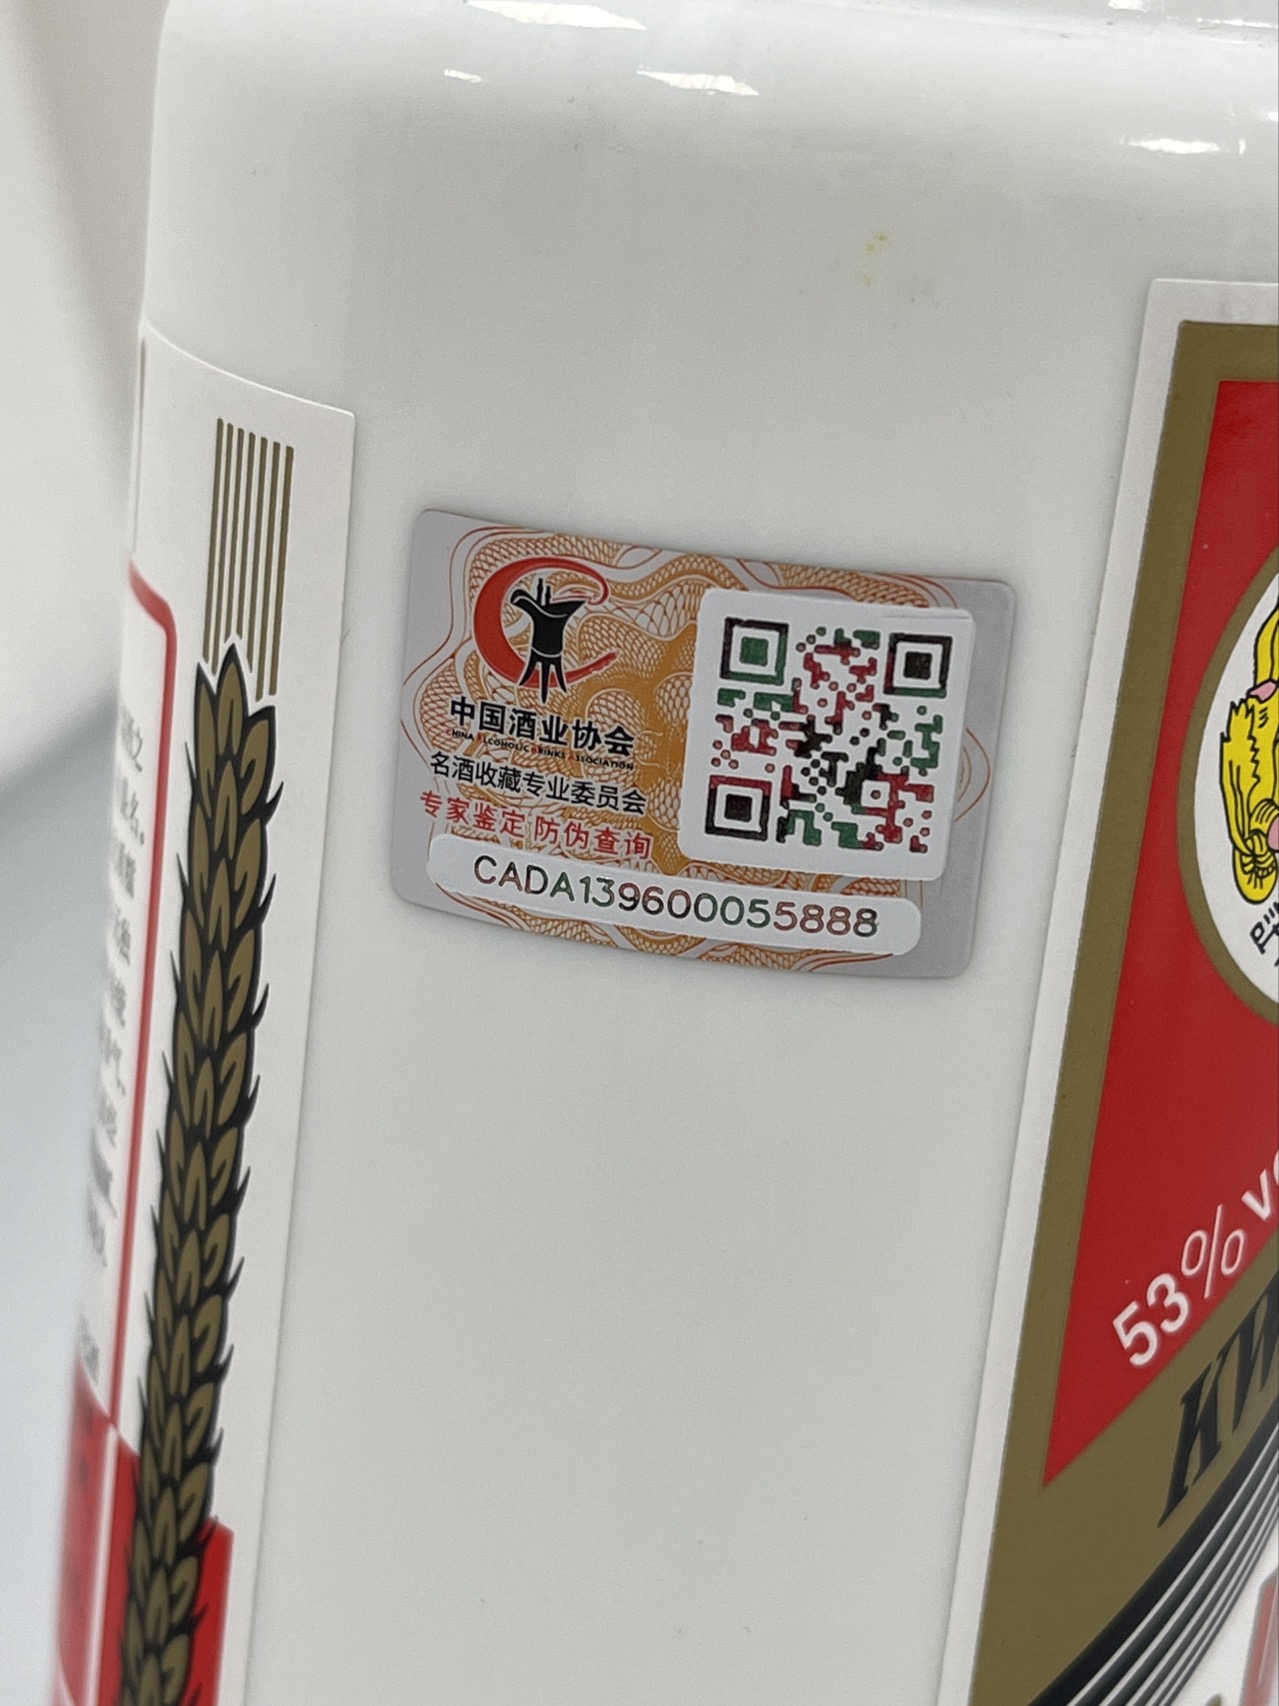 中国酒业协会
CHINA ALCOHOLIC DRINKS ASSOCIATION
名酒收藏专业委员会
专家鉴定 防伪查询
CADA139600055888
53% v
KW